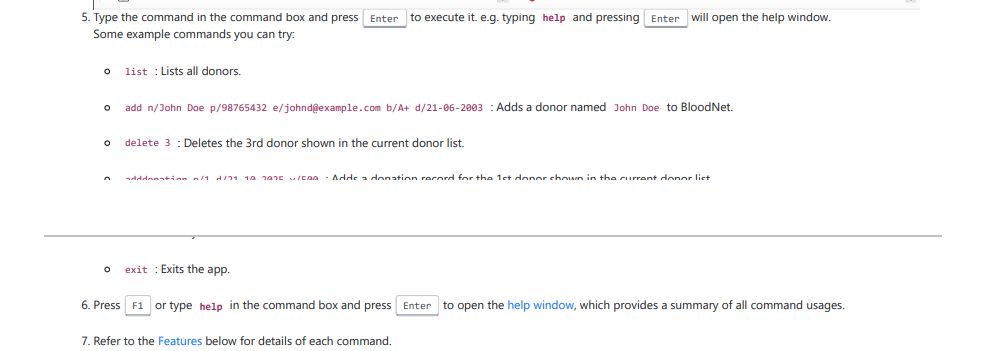 5. Type the command in the command box and press Enter to execute it. e.g. typing help and pressing Enter will open the help window.
Some example commands you can try:
list : Lists all donors.
add n/John Doe p/98765432 e/johnd@example.com b/A+ d/21-06-2003 : Adds a donor named John Doe to BloodNet.
delete 3 : Deletes the 3rd donor shown in the current donor list.
adddonation p/1 d/21-10-2025 v/500 : Adds a donation record for the 1st donor shown in the current donor list
exit : Exits the app.
6. Press F1 or type help in the command box and press Enter to open the help window, which provides a summary of all command usages.
7. Refer to the Features below for details of each command.